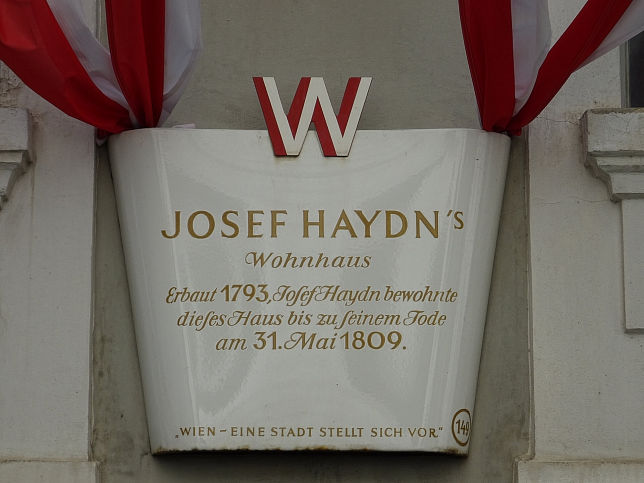 W
JOSEF HAYDN'S
Wohnhaus
Erbaut 1793, Joſef Haydn bewohnte
dieſes Haus bis zu ſeinem Tode
am 31. Mai 1809.
„WIEN – EINE STADT STELLT SICH VOR."
149